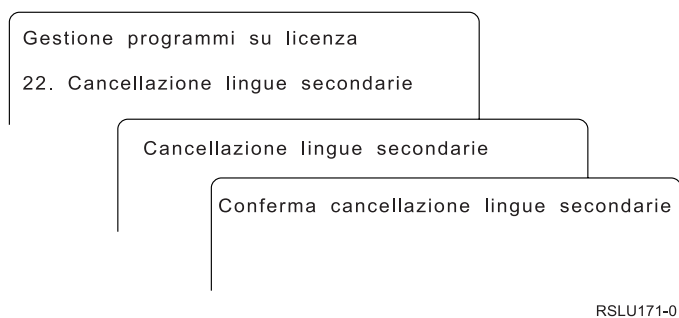 Gestione programmi su licenza
22. Cancellazione lingue secondarie
Cancellazione lingue secondarie
Conferma cancellazione lingue secondarie
RSLU171-0